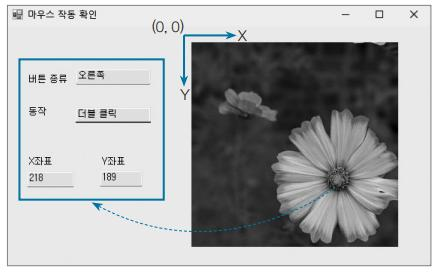 마우스 작동 확인
(0, 0)
X
Y
버튼 종류 오른쪽
동작 더블 클릭
X좌표 Y좌표
218 189